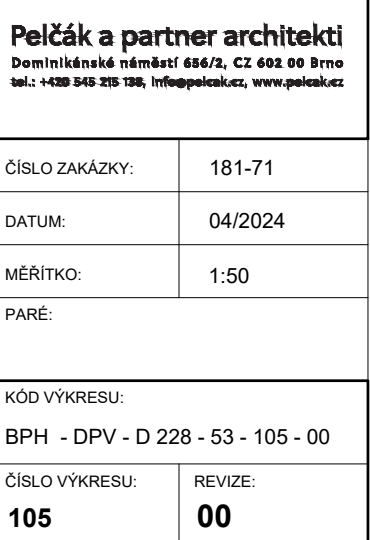 Pelčák a partner architekti
Dominikánské náměstí 656/2, CZ 602 00 Brno
tel.: +420 545 215 138, info@pelcak.cz, www.pelcak.cz
ČÍSLO ZAKÁZKY: 181-71
DATUM: 04/2024
MĚŘÍTKO: 1:50
PARÉ:
KÓD VÝKRESU:
BPH - DPV - D 228 - 53 - 105 - 00
ČÍSLO VÝKRESU: REVIZE:
105 00